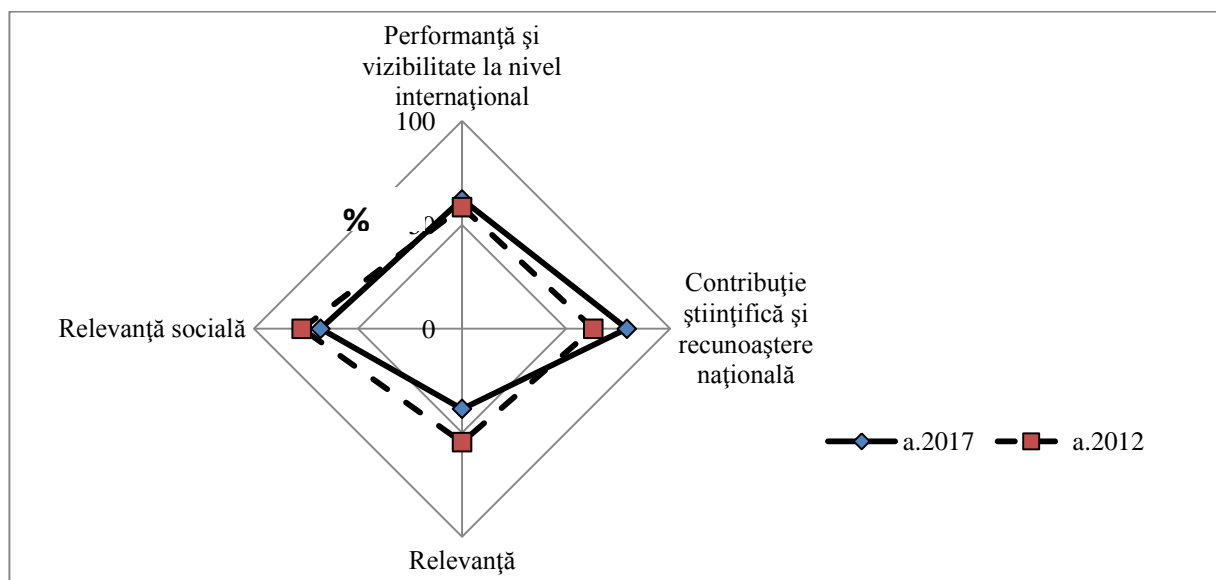 Performanţă şi
vizibilitate la nivel
internaţional
100
%
0
Contribuţie
ştiinţifică şi
recunoaştere
naţională
Relevanţă socială
Relevanţă
a.2017
a.2012